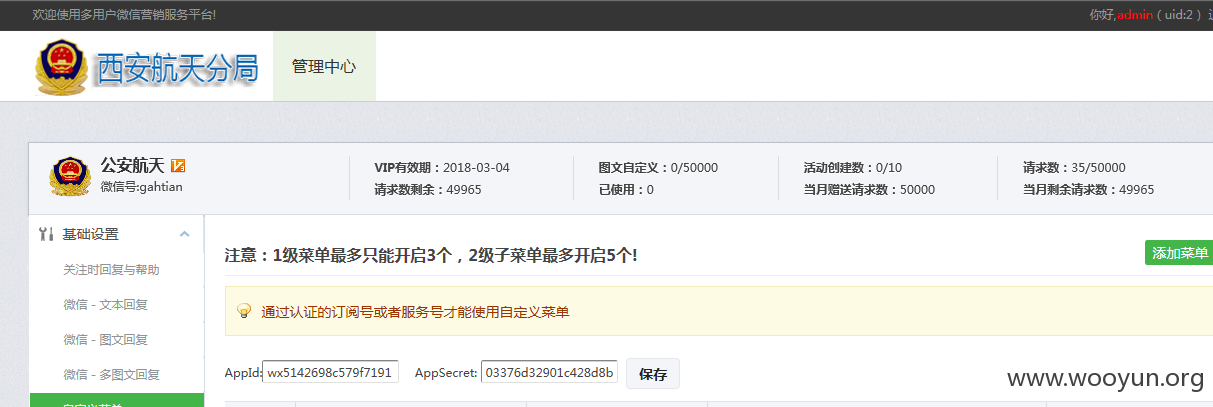 欢迎使用多用户微信营销服务平台!
你好,admin ( uid:2 )
西安航天分局
管理中心
公安航天
微信号:gahtian
VIP有效期：2018-03-04
图文自定义：0/50000
活动创建数：0/10
请求数：35/50000
请求数剩余：49965
已使用：0
当月赠送请求数：50000
当月剩余请求数：49965
基础设置
关注时回复与帮助
微信 - 文本回复
微信 - 图文回复
微信 - 多图文回复
注意：1级菜单最多只能开启3个，2级子菜单最多开启5个!
添加菜单
通过认证的订阅号或者服务号才能使用自定义菜单
AppId: wx5142698c579f7191 AppSecret: 03376d32901c428d8b 保存
www.wooyun.org